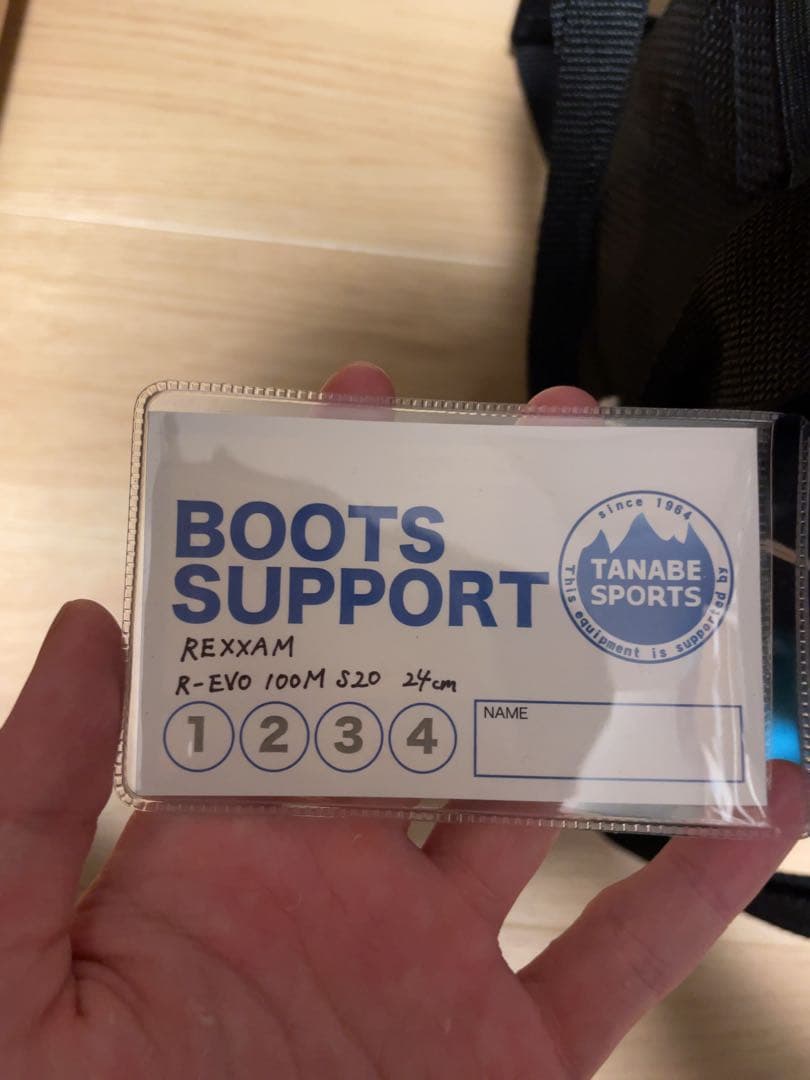 BOOTS
SUPPORT
since 1964
TANABE
SPORTS
This equipment is supported by
REXXAM
R-EVO 100M S20 24cm
1 2 3 4
NAME